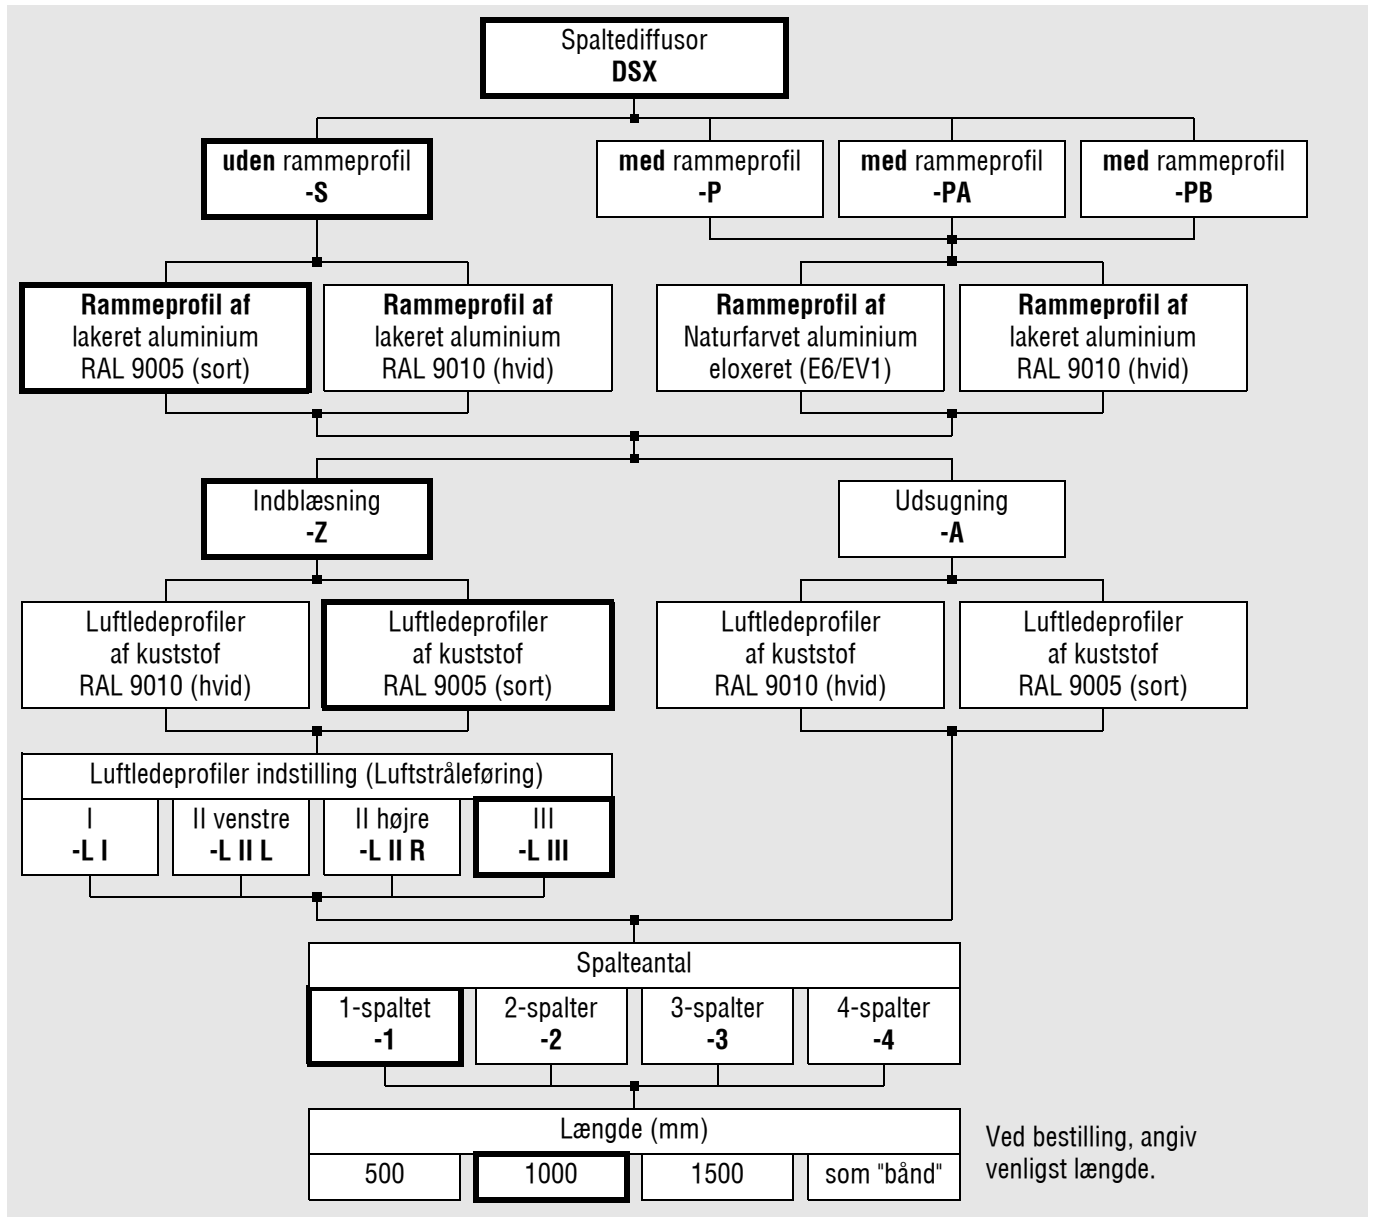 Spaltediffusor
DSX
uden rammeprofil
-S
med rammeprofil
-P
med rammeprofil
-PA
med rammeprofil
-PB
Rammeprofil af
lakeret aluminium
RAL 9005 (sort)
Rammeprofil af
lakeret aluminium
RAL 9010 (hvid)
Rammeprofil af
Naturfarvet aluminium
eloxeret (E6/EV1)
Rammeprofil af
lakeret aluminium
RAL 9010 (hvid)
Indblæsning
-Z
Udsugning
-A
Luftledeprofiler
af kuststof
RAL 9010 (hvid)
Luftledeprofiler
af kuststof
RAL 9005 (sort)
Luftledeprofiler
af kuststof
RAL 9010 (hvid)
Luftledeprofiler
af kuststof
RAL 9005 (sort)
Luftledeprofiler indstilling (Luftstråleføring)
I
-L I
II venstre
-L II L
II højre
-L II R
III
-L III
Spalteantal
1-spaltet
-1
2-spalter
-2
3-spalter
-3
4-spalter
-4
Længde (mm)
500
1000
1500
som "bånd"
Ved bestilling, angiv
venligst længde.